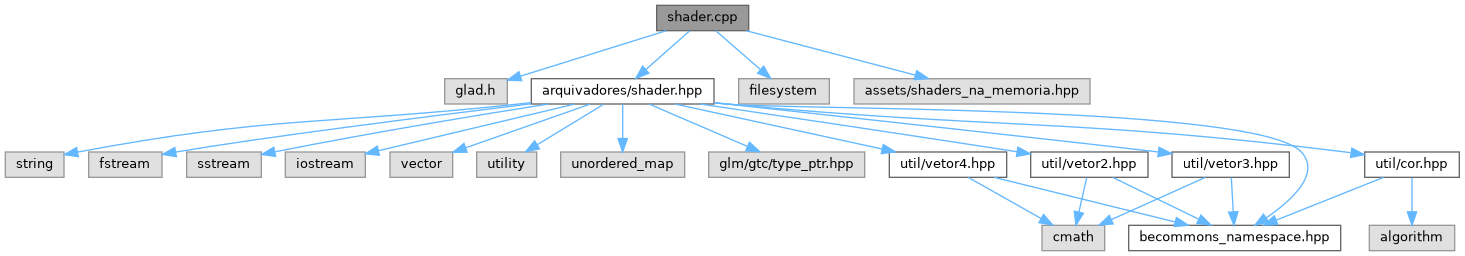 shader.cpp
glad.h
arquivadores/shader.hpp
filesystem
assets/shaders_na_memoria.hpp
string
fstream
sstream
iostream
vector
utility
unordered_map
glm/gtc/type_ptr.hpp
util/vetor4.hpp
util/vetor2.hpp
util/vetor3.hpp
util/cor.hpp
cmath
becommons_namespace.hpp
algorithm